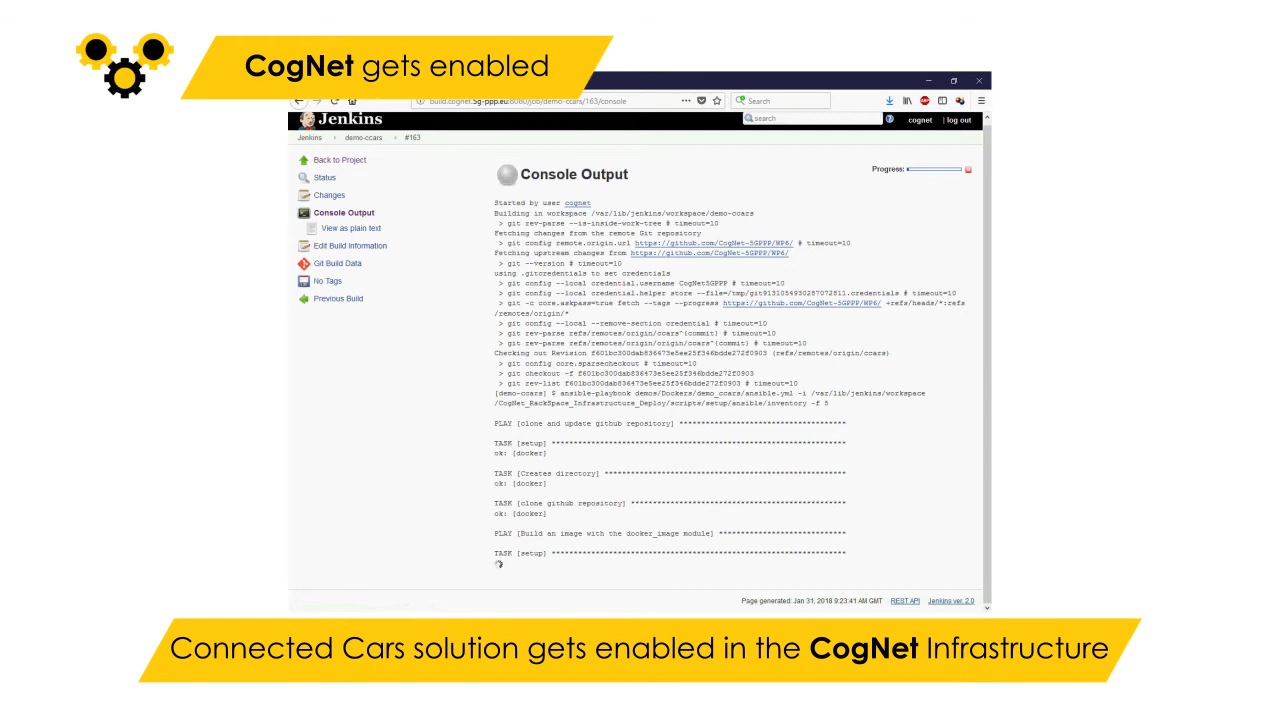 CogNet gets enabled
build.cognet.5g-ppp.eu:8080/job/demo-ccars/163/console
Search
Jenkins
search
cognet | log out
Jenkins › demo-ccars › #163
Back to Project
Status
Changes
Console Output
View as plain text
Edit Build Information
Git Build Data
No Tags
Previous Build
Console Output
Progress:
Started by user cognet
Building in workspace /var/lib/jenkins/workspace/demo-ccars
> git rev-parse --is-inside-work-tree # timeout=10
Fetching changes from the remote Git repository
> git config remote.origin.url https://github.com/CogNet-5GPPP/WP6/ # timeout=10
Fetching upstream changes from https://github.com/CogNet-5GPPP/WP6/
> git --version # timeout=10
using .gitcredentials to set credentials
> git config --local credential.username CogNet5GPPP # timeout=10
> git config --local credential.helper store --file=/tmp/git9131054930287072811.credentials # timeout=10
> git -c core.askpass=true fetch --tags --progress https://github.com/CogNet-5GPPP/WP6/ +refs/heads/*:refs
/remotes/origin/*
> git config --local --remove-section credential # timeout=10
> git rev-parse refs/remotes/origin/ccars^{commit} # timeout=10
> git rev-parse refs/remotes/origin/origin/ccars^{commit} # timeout=10
Checking out Revision f601bc300dab836473e5ee25f346bdde272f0903 (refs/remotes/origin/ccars)
> git config core.sparsecheckout # timeout=10
> git checkout -f f601bc300dab836473e5ee25f346bdde272f0903
> git rev-list f601bc300dab836473e5ee25f346bdde272f0903 # timeout=10
[demo-ccars] $ ansible-playbook demos/Dockers/demo_ccars/ansible.yml -i /var/lib/jenkins/workspace
/CogNet_RackSpace_Infrastructure_Deploy/scripts/setup/ansible/inventory -f 5
PLAY [clone and update github repository] **************************************
TASK [setup] *******************************************************************
ok: [docker]
TASK [Creates directory] *******************************************************
ok: [docker]
TASK [clone github repository] *************************************************
ok: [docker]
PLAY [Build an image with the docker_image module] *****************************
TASK [setup] *******************************************************************
Page generated: Jan 31, 2018 9:23:41 AM GMT REST API Jenkins ver. 2.0
Connected Cars solution gets enabled in the CogNet Infrastructure